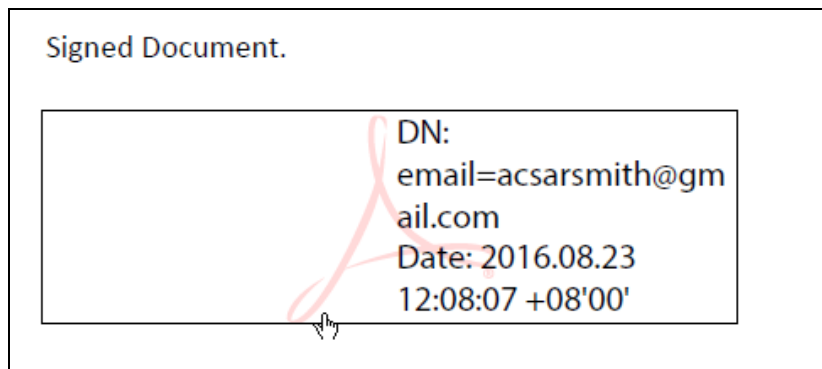 Signed Document.
DN:
email=acsarsmith@gm
ail.com
Date: 2016.08.23
12:08:07 +08'00'